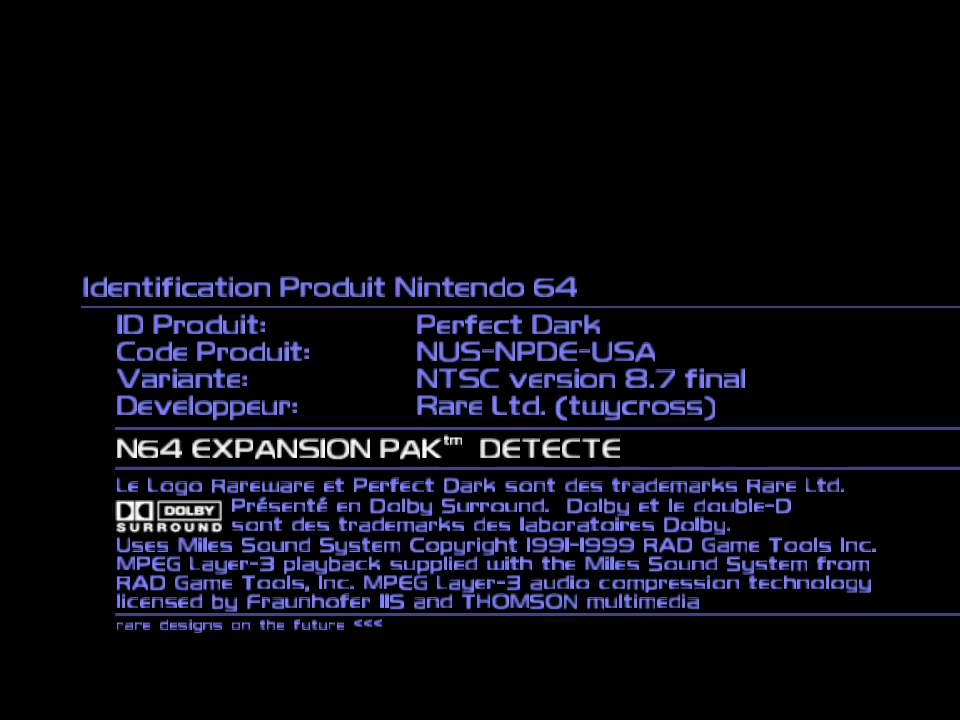 Identification Produit Nintendo 64
ID Produit: Perfect Dark
Code Produit: NUS-NPDE-USA
Variante: NTSC version 8.7 final
Developpeur: Rare Ltd. (twycross)
N64 EXPANSION PAK™ DETECTE
Le Logo Rareware et Perfect Dark sont des trademarks Rare Ltd.
DOLBY SURROUND Présenté en Dolby Surround. Dolby et le double-D
sont des trademarks des laboratoires Dolby.
Uses Miles Sound System Copyright 1991-1999 RAD Game Tools Inc.
MPEG Layer-3 playback supplied with the Miles Sound System from
RAD Game Tools, Inc. MPEG Layer-3 audio compression technology
licensed by Fraunhofer IIS and THOMSON multimedia
rare designs on the future <<<